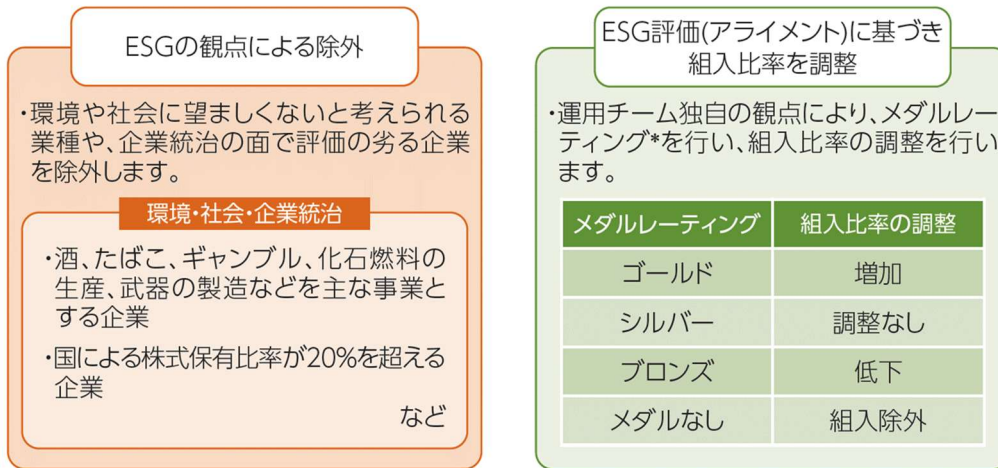 ESGの観点による除外
・環境や社会に望ましくないと考えられる
業種や、企業統治の面で評価の劣る企業
を除外します。
環境・社会・企業統治
・酒、たばこ、ギャンブル、化石燃料の
生産、武器の製造などを主な事業と
する企業
・国による株式保有比率が20%を超える
企業
など
ESG評価(アライメント)に基づき
組入比率を調整
・運用チーム独自の観点により、メダルレー
ティング*を行い、組入比率の調整を行い
ます。
メダルレーティング 組入比率の調整
ゴールド 増加
シルバー 調整なし
ブロンズ 低下
メダルなし 組入除外